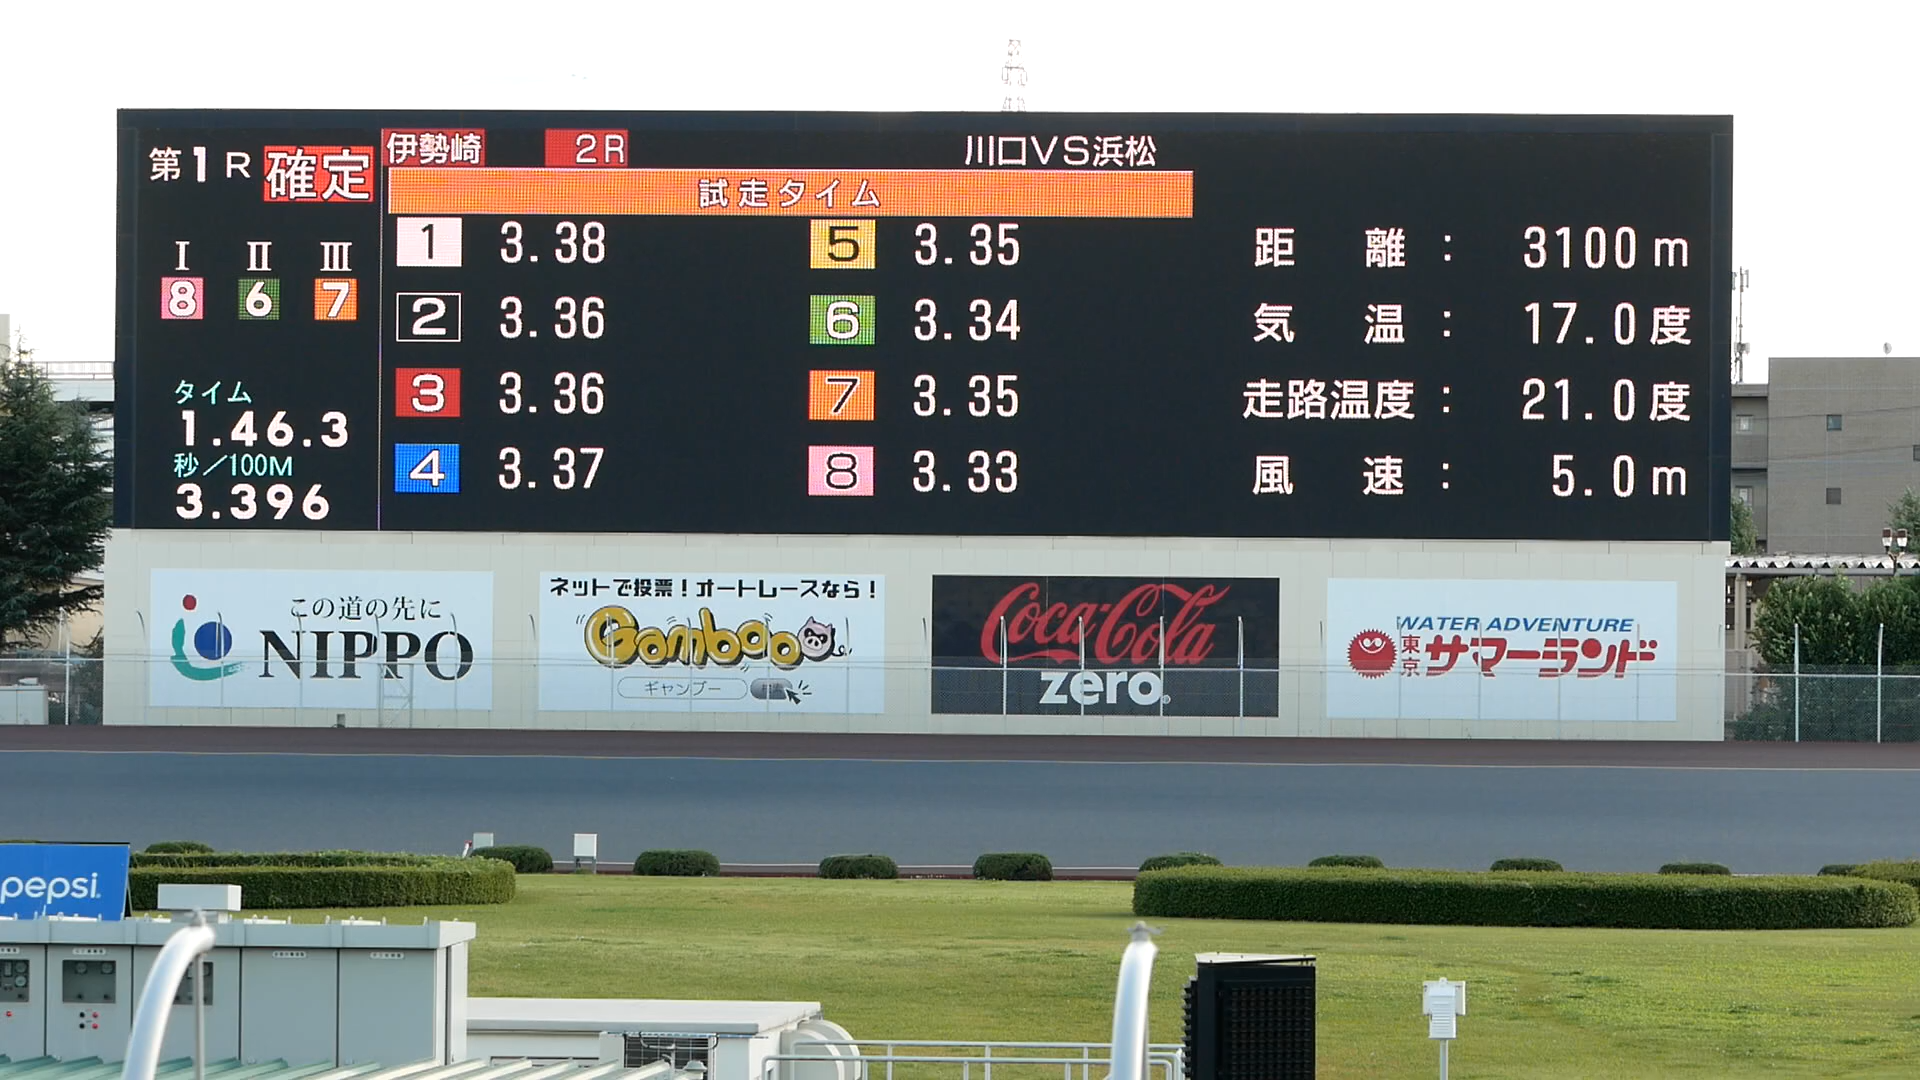 第1R 確定
伊勢崎 2R 川口VS浜松
試走タイム
Ⅰ Ⅱ Ⅲ
8 6 7
タイム
1.46.3
秒/100M
3.396
1 3.38 5 3.35
2 3.36 6 3.34
3 3.36 7 3.35
4 3.37 8 3.33
距離: 3100m
気温: 17.0度
走路温度: 21.0度
風速: 5.0m
この道の先に
NIPPO
ネットで投票!オートレースなら!
Gamboo
ギャンブー
Coca-Cola
zero
WATER ADVENTURE
東京サマーランド
pepsi